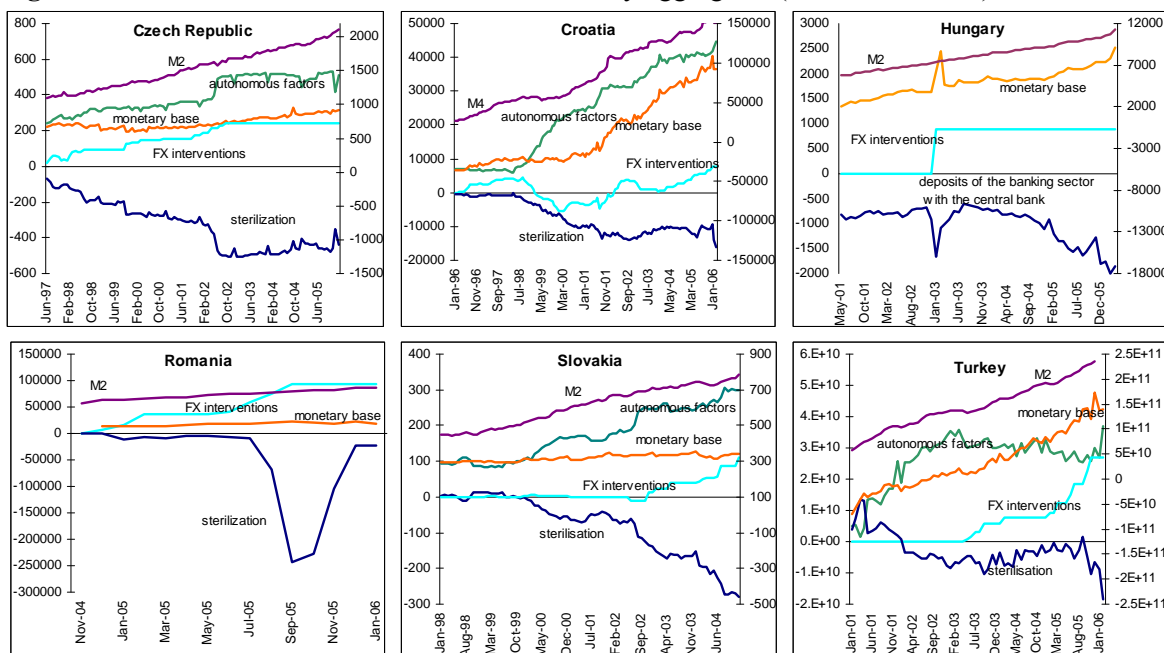 Czech Republic
800
600
400
200
0
-200
-400
-600
2000
1500
1000
500
0
-500
-1000
-1500
M2
autonomous factors
monetary base
FX interventions
sterilization
Jun-97
Feb-98
Oct-98
Jun-99
Feb-00
Oct-00
Jun-01
Feb-02
Oct-02
Jun-03
Feb-04
Oct-04
Jun-05
Croatia
50000
40000
30000
20000
10000
0
-10000
-20000
150000
100000
50000
0
-50000
-100000
-150000
M4
autonomous factors
monetary base
FX interventions
sterilization
Jan-96
Nov-96
Sep-97
Jul-98
May-99
Mar-00
Jan-01
Nov-01
Sep-02
Jul-03
May-04
Mar-05
Jan-06
Hungary
3000
2500
2000
1500
1000
500
0
-500
-1000
-1500
-2000
12000
7000
2000
-3000
-8000
-13000
-18000
M2
monetary base
FX interventions
deposits of the banking sector
with the central bank
May-01
Oct-01
Mar-02
Aug-02
Jan-03
Jun-03
Nov-03
Apr-04
Sep-04
Feb-05
Jul-05
Dec-05
Romania
150000
100000
50000
0
-50000
-100000
-150000
-200000
-250000
-300000
M2
FX interventions
monetary base
sterilization
Nov-04
Jan-05
Mar-05
May-05
Jul-05
Sep-05
Nov-05
Jan-06
Slovakia
400
300
200
100
0
-100
-200
-300
900
700
500
300
100
-100
-300
-500
M2
autonomous factors
monetary base
FX interventions
sterilisation
Jan-98
Aug-98
Mar-99
Oct-99
May-00
Dec-00
Jul-01
Feb-02
Sep-02
Apr-03
Nov-03
Jun-04
Turkey
6.E+10
5.E+10
4.E+10
3.E+10
2.E+10
1.E+10
0.E+00
1.E+10
2.E+10
2.5E+11
2.E+11
1.5E+11
1.E+11
5.E+10
0
-5.E+10
-1.E+11
-1.5E+11
-2.E+11
-2.5E+11
M2
monetary base
autonomous factors
FX interventions
sterilisation
Jan-01
Jun-01
Nov-01
Apr-02
Sep-02
Feb-03
Jul-03
Dec-03
May-04
Oct-04
Mar-05
Aug-05
Jan-06